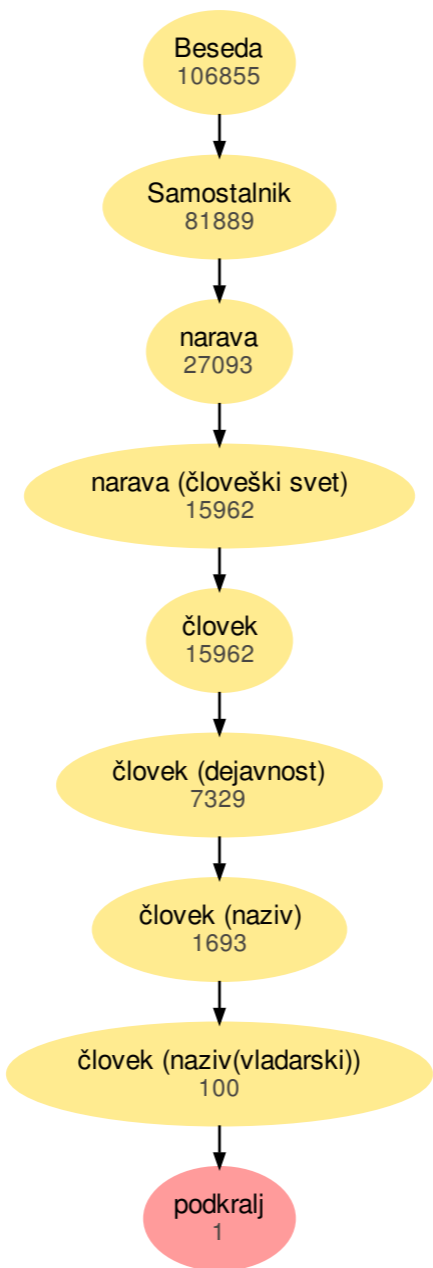 Beseda
106855
Samostalnik
81889
narava
27093
narava (človeški svet)
15962
človek
15962
človek (dejavnost)
7329
človek (naziv)
1693
človek (naziv(vladarski))
100
podkralj
1